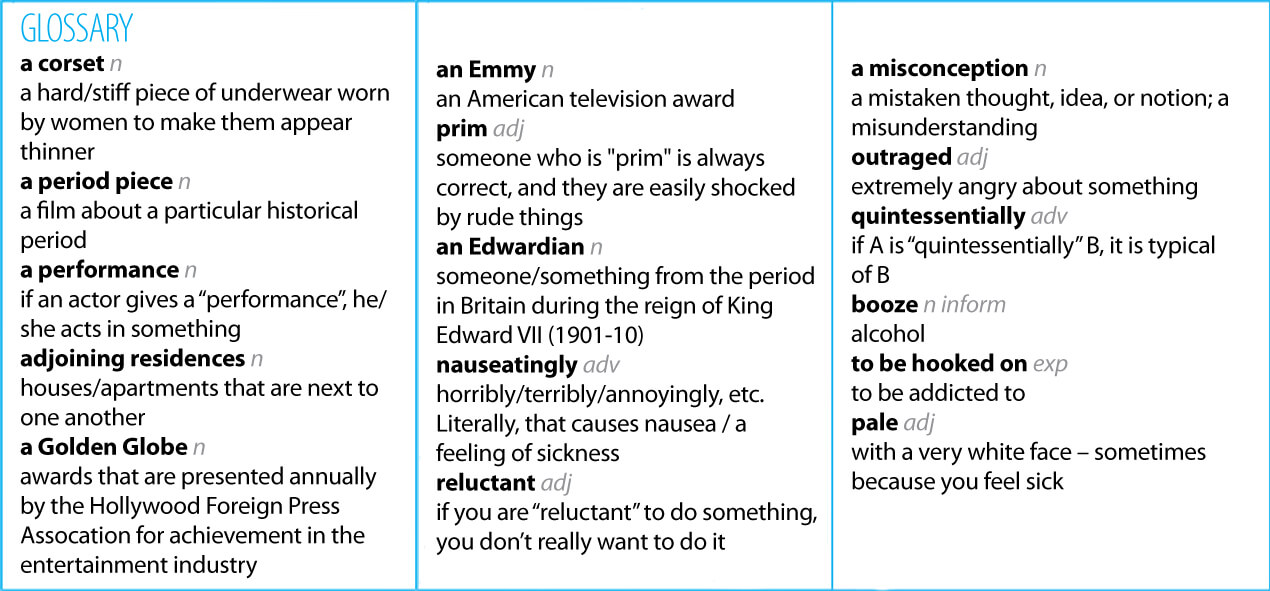 GLOSSARY
a corset n
a hard/stiff piece of underwear worn
by women to make them appear
thinner
a period piece n
a film about a particular historical
period
a performance n
if an actor gives a “performance”, he/
she acts in something
adjoining residences n
houses/apartments that are next to
one another
a Golden Globe n
awards that are presented annually
by the Hollywood Foreign Press
Assocation for achievement in the
entertainment industry
an Emmy n
an American television award
prim adj
someone who is "prim" is always
correct, and they are easily shocked
by rude things
an Edwardian n
someone/something from the period
in Britain during the reign of King
Edward VII (1901-10)
nauseatingly adv
horribly/terribly/annoyingly, etc.
Literally, that causes nausea / a
feeling of sickness
reluctant adj
if you are “reluctant” to do something,
you don’t really want to do it
a misconception n
a mistaken thought, idea, or notion; a
misunderstanding
outraged adj
extremely angry about something
quintessentially adv
if A is “quintessentially” B, it is typical
of B
booze n inform
alcohol
to be hooked on exp
to be addicted to
pale adj
with a very white face – sometimes
because you feel sick